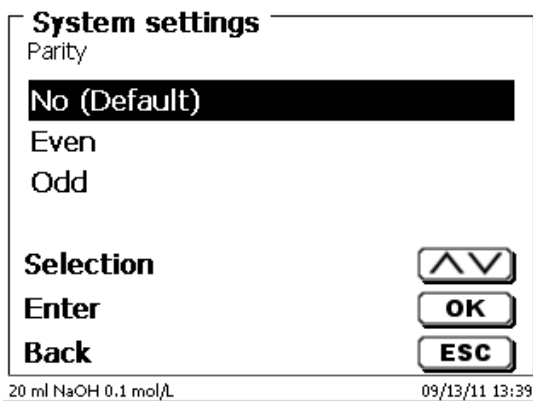 System settings
Parity
No (Default)
Even
Odd
Selection
Enter OK
Back ESC
20 ml NaOH 0.1 mol/L 09/13/11 13:39